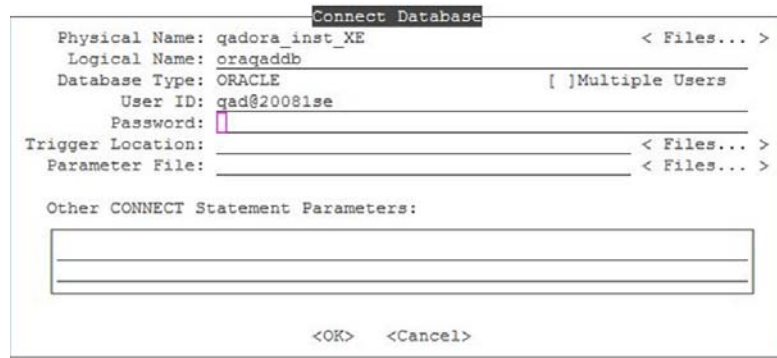 Connect Database
Physical Name: qadora_inst_XE < Files... >
Logical Name: oraqaddb
Database Type: ORACLE [ ]Multiple Users
User ID: qad@20081se
Password:
Trigger Location: < Files... >
Parameter File: < Files... >
Other CONNECT Statement Parameters:
<OK> <Cancel>